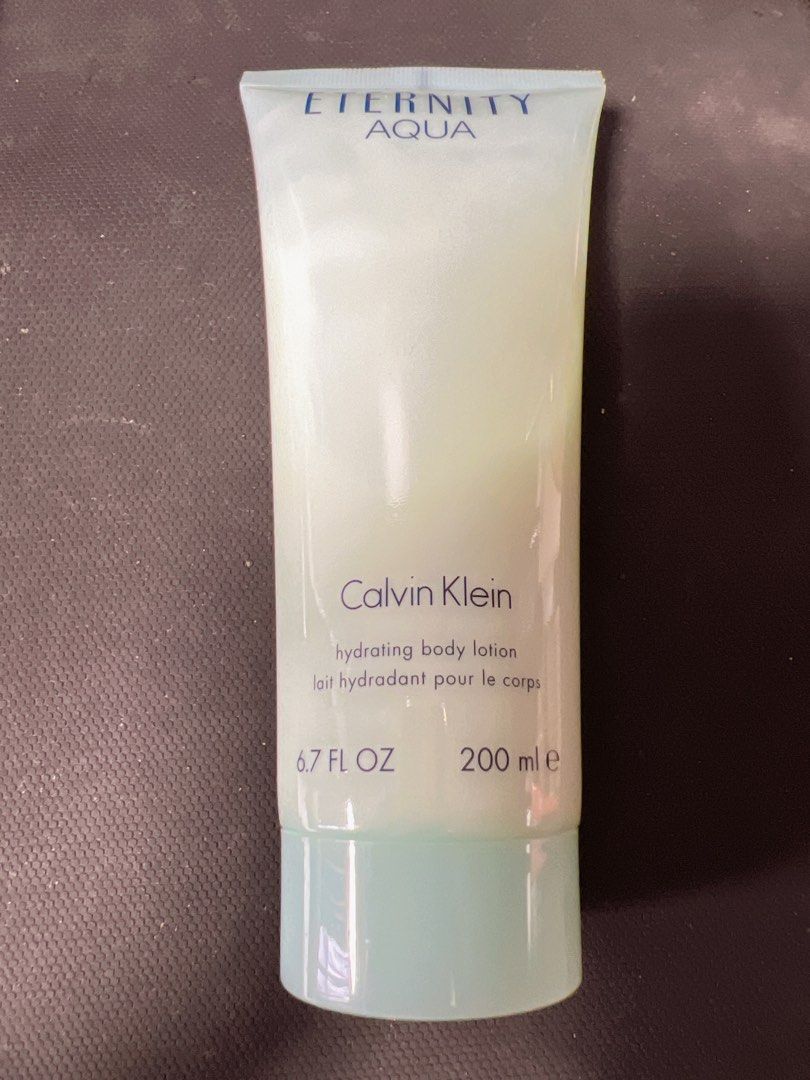 ETERNITY
AQUA
Calvin Klein
hydrating body lotion
lait hydradant pour le corps
6.7 FL OZ 200 ml e